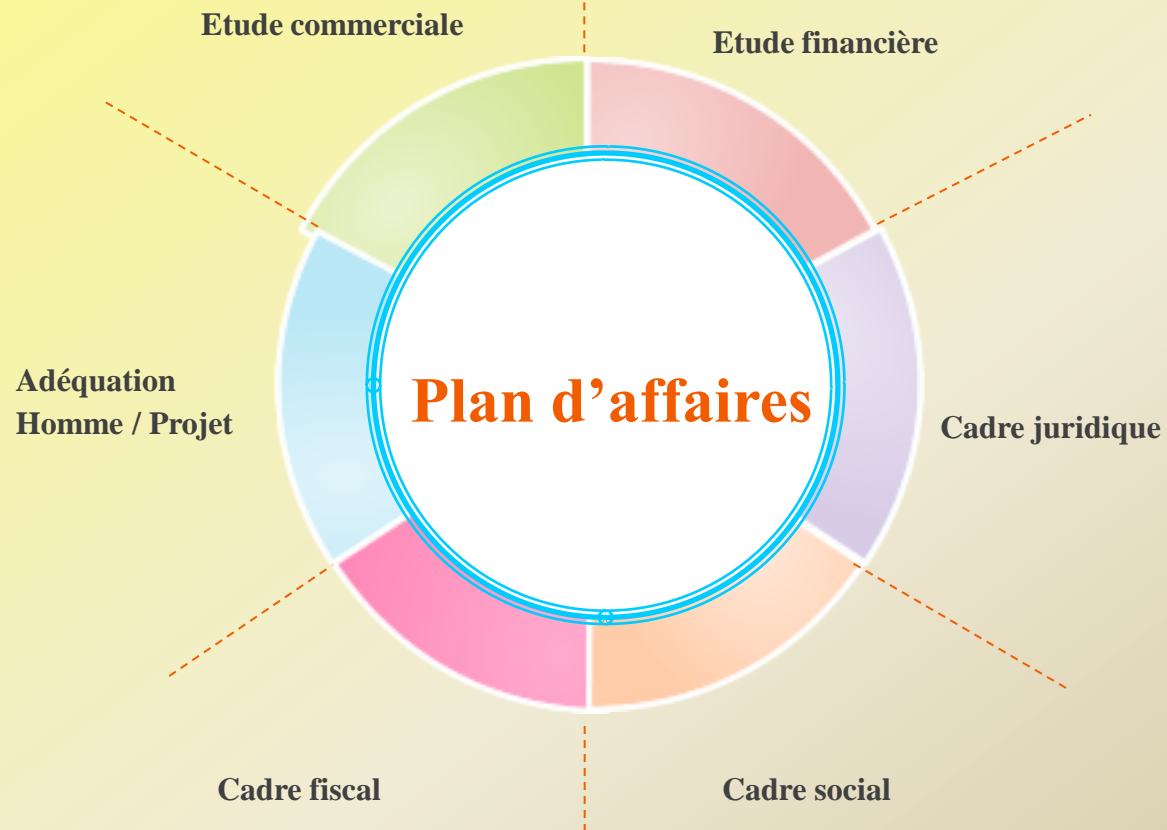 Etude commerciale
Etude financière
Adéquation
Homme / Projet
Plan d’affaires
Cadre juridique
Cadre fiscal
Cadre social